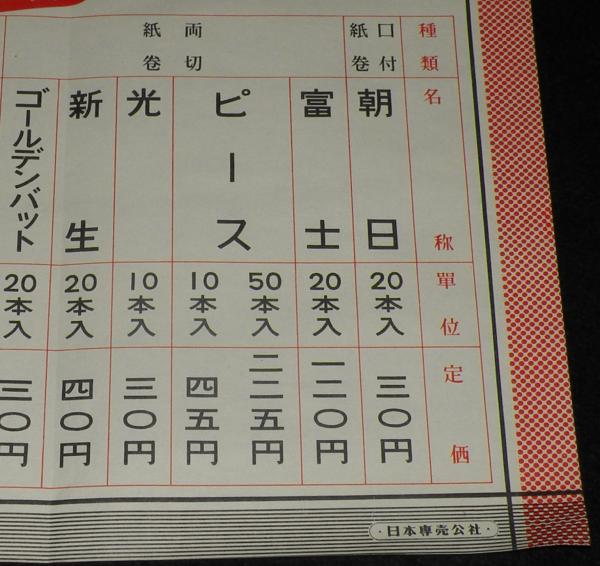 種類
口付紙巻
両切紙巻
名称
朝日
富士
ピース
光
新生
ゴールデンバット
單位
20本入
20本入
50本入
10本入
10本入
20本入
20本入
定価
三〇円
一二〇円
二二五円
四五円
三〇円
四〇円
三〇円
・日本専売公社・